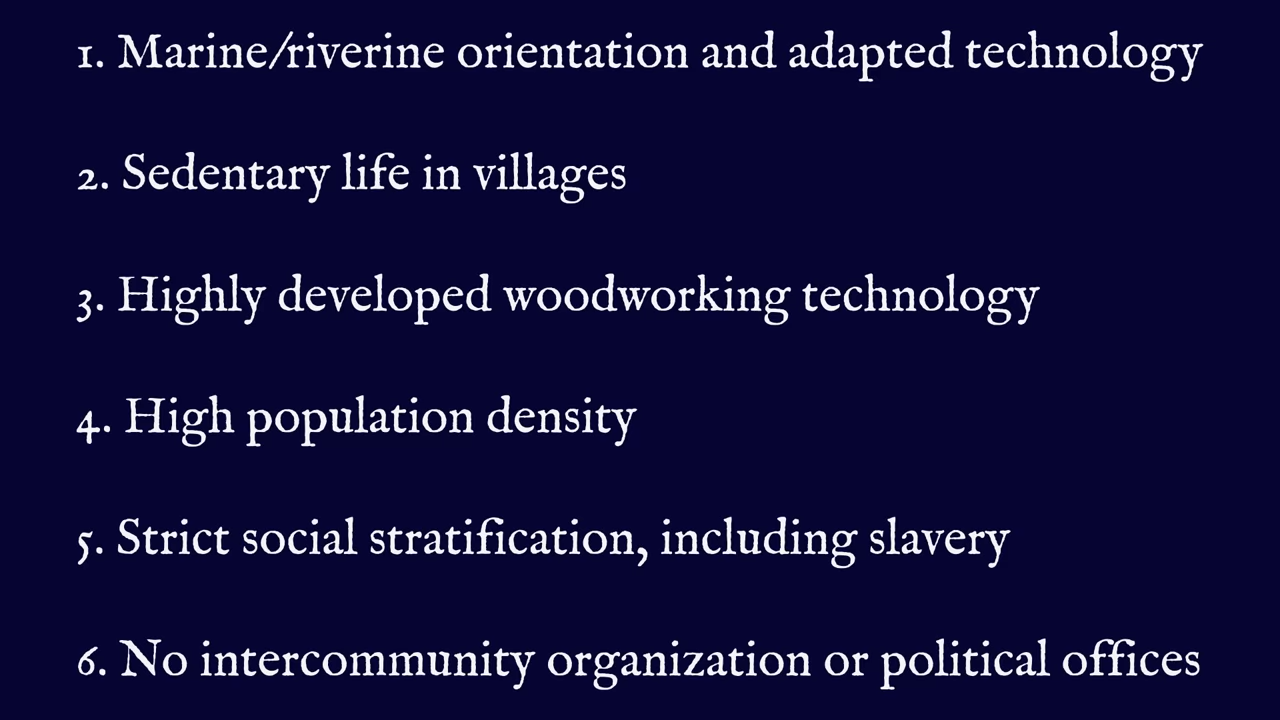 1. Marine/riverine orientation and adapted technology
2. Sedentary life in villages
3. Highly developed woodworking technology
4. High population density
5. Strict social stratification, including slavery
6. No intercommunity organization or political offices